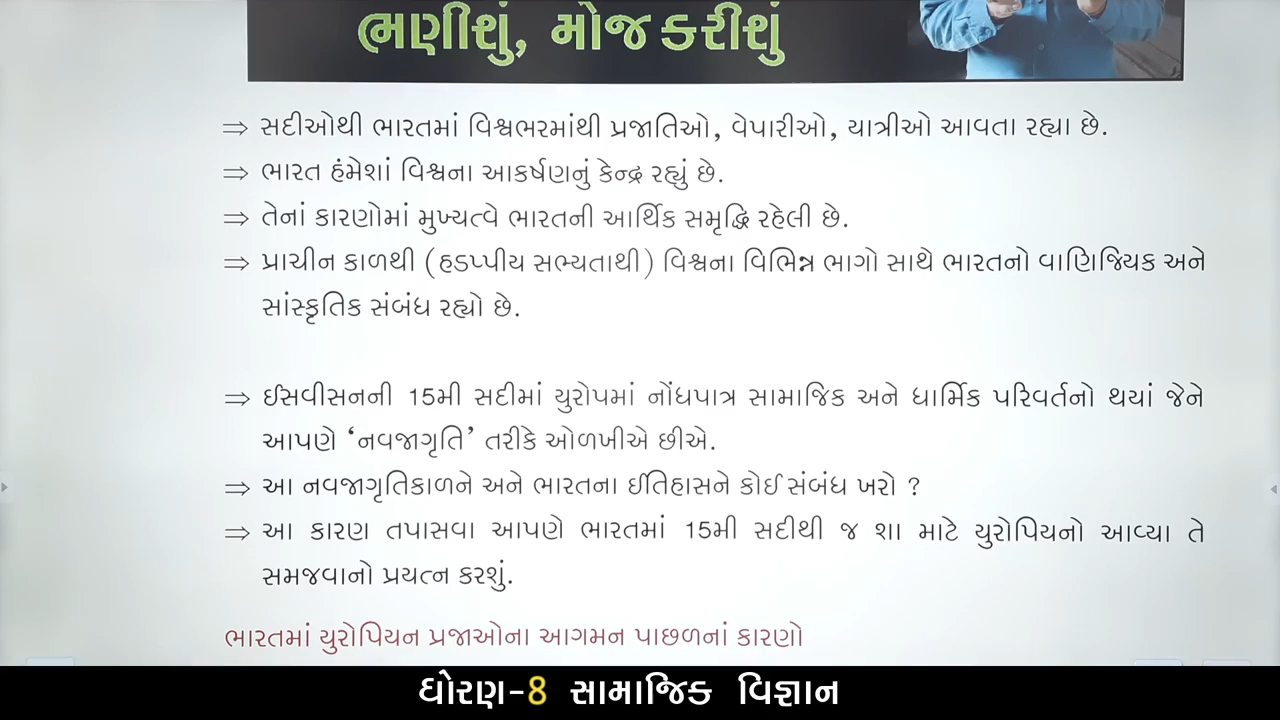 ભણીશું, મોજ કરીશું
⇒ સદીઓથી ભારતમાં વિશ્વભરમાંથી પ્રજાતિઓ, વેપારીઓ, યાત્રીઓ આવતા રહ્યા છે.
⇒ ભારત હંમેશાં વિશ્વના આકર્ષણનું કેન્દ્ર રહ્યું છે.
⇒ તેનાં કારણોમાં મુખ્યત્વે ભારતની આર્થિક સમૃદ્ધિ રહેલી છે.
⇒ પ્રાચીન કાળથી (હડપ્પીય સભ્યતાથી) વિશ્વના વિભિન્ન ભાગો સાથે ભારતનો વાણિજ્યિક અને
સાંસ્કૃતિક સંબંધ રહ્યો છે.
⇒ ઈસવીસનની 15મી સદીમાં યુરોપમાં નોંધપાત્ર સામાજિક અને ધાર્મિક પરિવર્તનો થયાં જેને
આપણે ‘નવજાગૃતિ’ તરીકે ઓળખીએ છીએ.
⇒ આ નવજાગૃતિકાળને અને ભારતના ઈતિહાસને કોઈ સંબંધ ખરો ?
⇒ આ કારણ તપાસવા આપણે ભારતમાં 15મી સદીથી જ શા માટે યુરોપિયનો આવ્યા તે
સમજવાનો પ્રયત્ન કરશું.
ભારતમાં યુરોપિયન પ્રજાઓના આગમન પાછળનાં કારણો
ધોરણ-8 સામાજિક વિજ્ઞાન